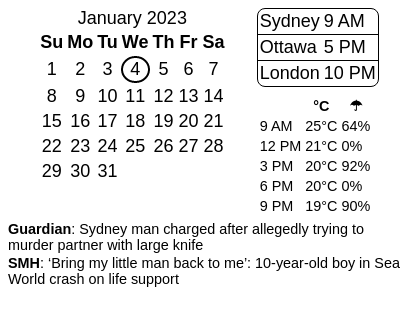 January 2023
Su Mo Tu We Th Fr Sa
1 2 3 4 5 6 7
8 9 10 11 12 13 14
15 16 17 18 19 20 21
22 23 24 25 26 27 28
29 30 31
Sydney 9 AM
Ottawa 5 PM
London 10 PM
°C ☂
9 AM 25°C 64%
12 PM 21°C 0%
3 PM 20°C 92%
6 PM 20°C 0%
9 PM 19°C 90%
Guardian: Sydney man charged after allegedly trying to
murder partner with large knife
SMH: ‘Bring my little man back to me’: 10-year-old boy in Sea
World crash on life support